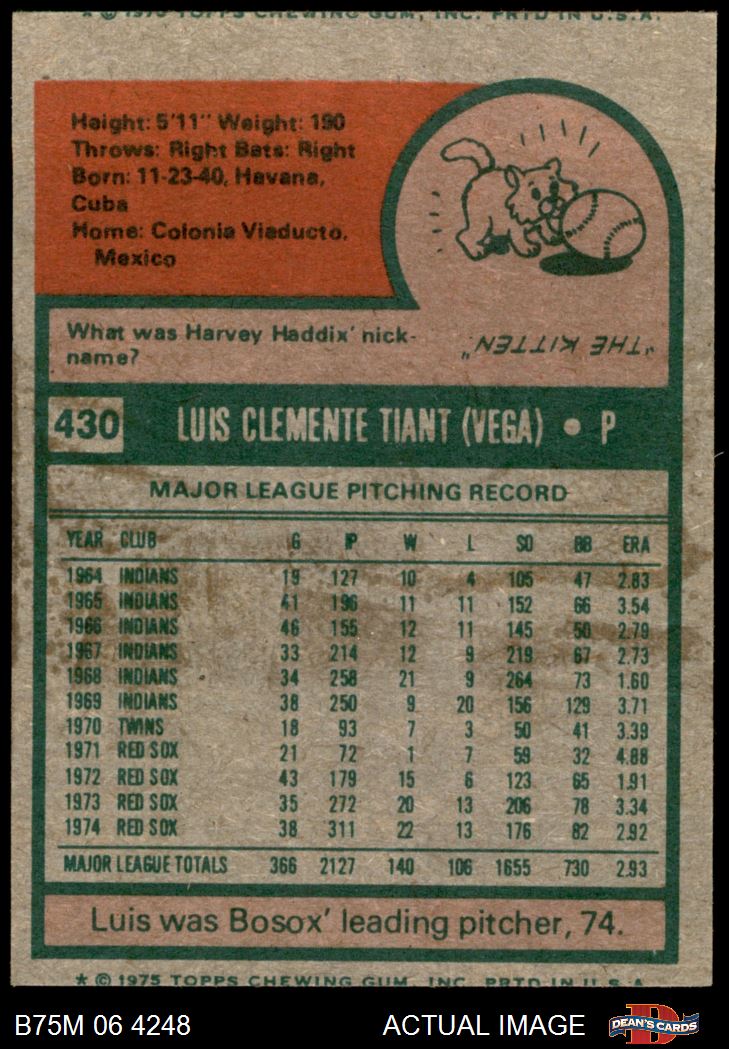 * © 1975 TOPPS CHEWING GUM, INC. PRTD IN U.S.A.
Height: 5'11" Weight: 190
Throws: Right Bats: Right
Born: 11-23-40, Havana,
Cuba
Home: Colonia Viaducto,
Mexico
What was Harvey Haddix' nick-
name?
"THE KITTEN"
430 LUIS CLEMENTE TIANT (VEGA) • P
MAJOR LEAGUE PITCHING RECORD
YEAR CLUB G IP W L SO BB ERA
1964 INDIANS 19 127 10 4 105 47 2.83
1965 INDIANS 41 196 11 11 152 66 3.54
1966 INDIANS 46 155 12 11 145 50 2.79
1967 INDIANS 33 214 12 9 219 67 2.73
1968 INDIANS 34 258 21 9 264 73 1.60
1969 INDIANS 38 250 9 20 156 129 3.71
1970 TWINS 18 93 7 3 50 41 3.39
1971 RED SOX 21 72 1 7 59 32 4.88
1972 RED SOX 43 179 15 6 123 65 1.91
1973 RED SOX 35 272 20 13 206 78 3.34
1974 RED SOX 38 311 22 13 176 82 2.92
MAJOR LEAGUE TOTALS 366 2127 140 106 1655 730 2.93
Luis was Bosox' leading pitcher, 74.
* © 1975 TOPPS CHEWING GUM, INC. PRTD IN U.S.A.
B75M 06 4248 ACTUAL IMAGE DEAN'S CARDS